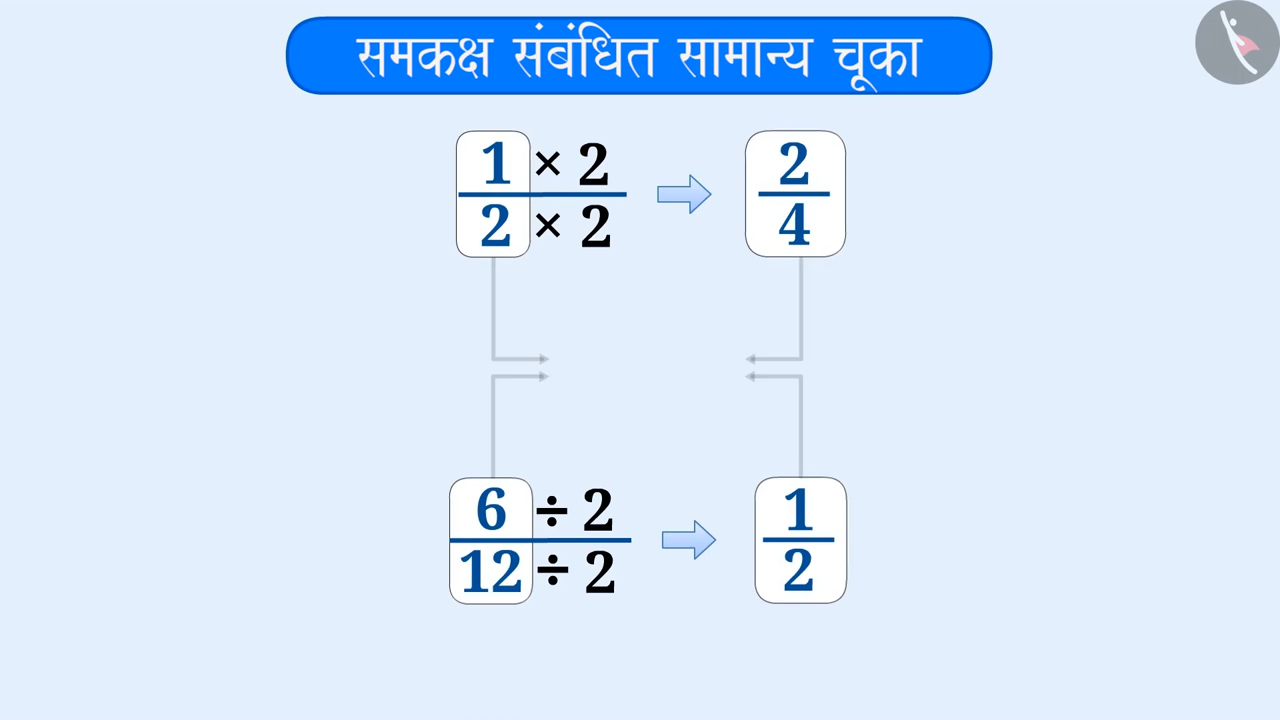 समकक्ष संबंधित सामान्य चूका
1 × 2
2 × 2
2
4
6 ÷ 2
12 ÷ 2
1
2